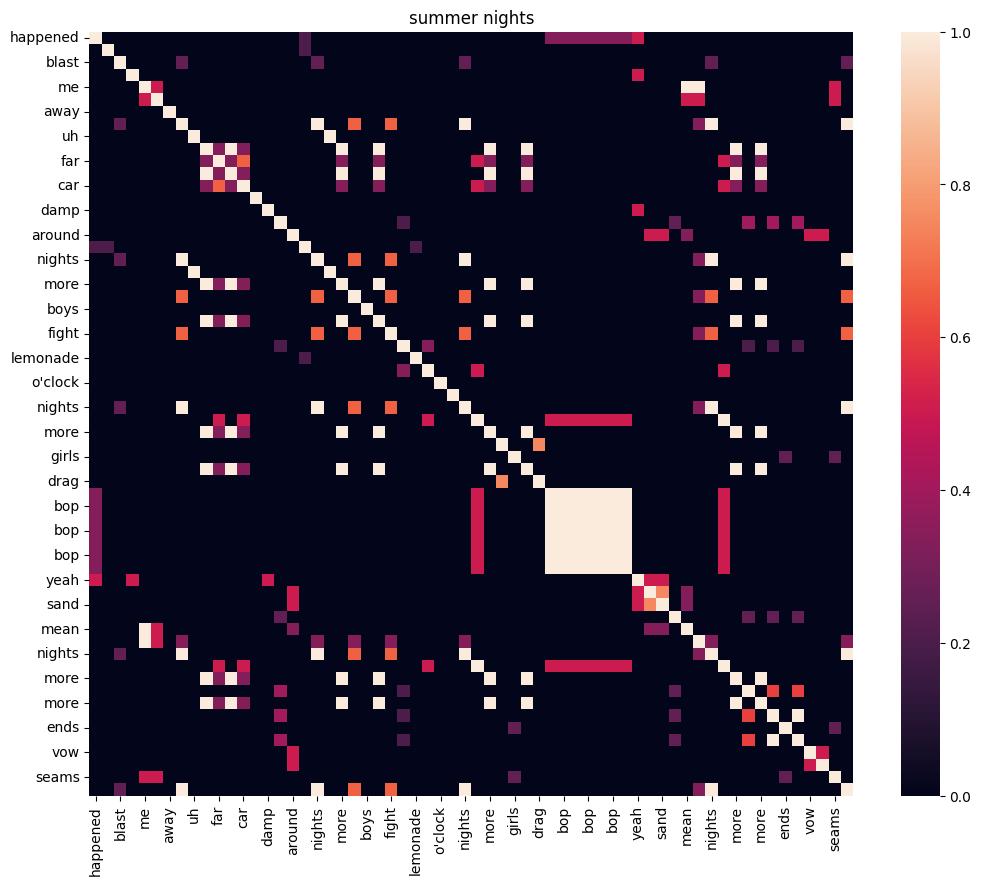 summer nights
happened
blast
me
away
uh
far
car
damp
around
nights
more
boys
fight
lemonade
o'clock
nights
more
girls
drag
bop
bop
bop
yeah
sand
mean
nights
more
more
ends
vow
seams
happened
blast
me
away
uh
far
car
damp
around
nights
more
boys
fight
lemonade
o'clock
nights
more
girls
drag
bop
bop
bop
yeah
sand
mean
nights
more
more
ends
vow
seams
1.0
0.8
0.6
0.4
0.2
0.0